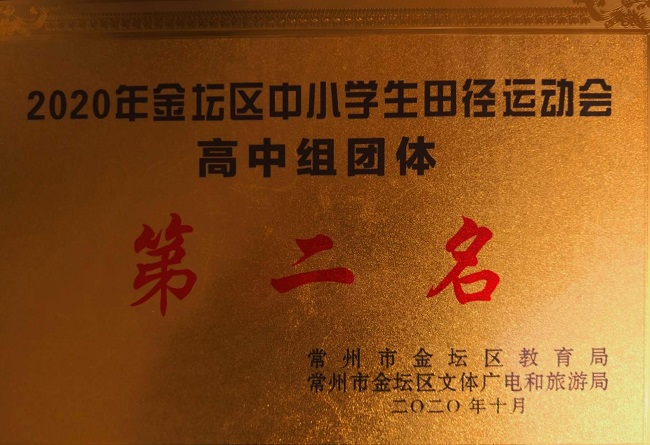 2020年金坛区中小学生田径运动会
高中组团体
第二名
常州市金坛区教育局
常州市金坛区文体广电和旅游局
二〇二〇年十月